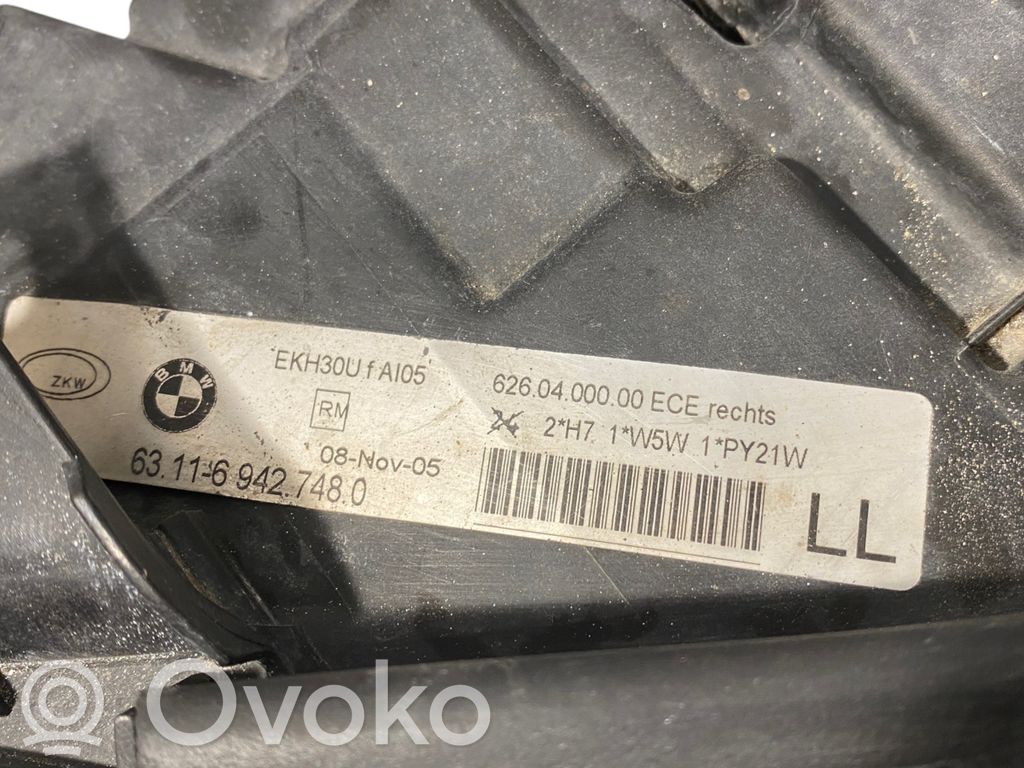 ZKW
BMW
EKH30U f AI05
RM
08-Nov-05
63.11-6 942.748.0
626.04.000.00 ECE rechts
2*H7 1*W5W 1*PY21W
LL
Ovoko